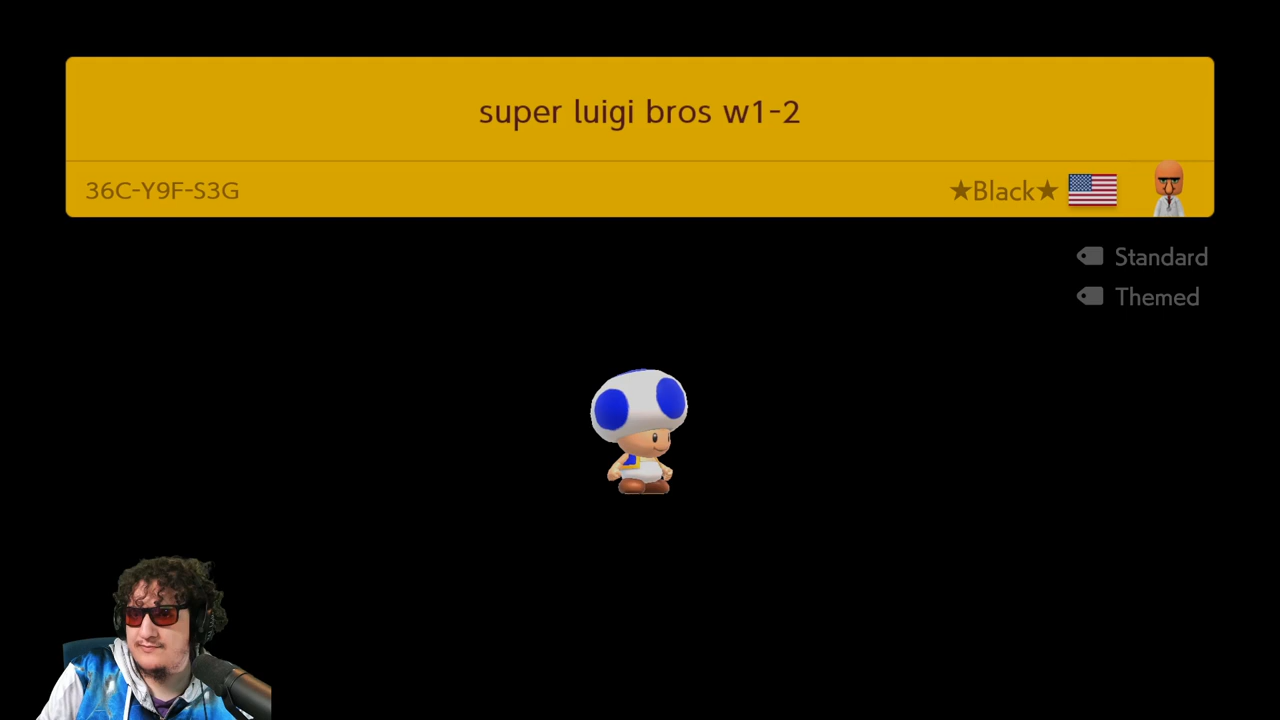 super luigi bros w1-2
36C-Y9F-S3G
★Black★
Standard
Themed